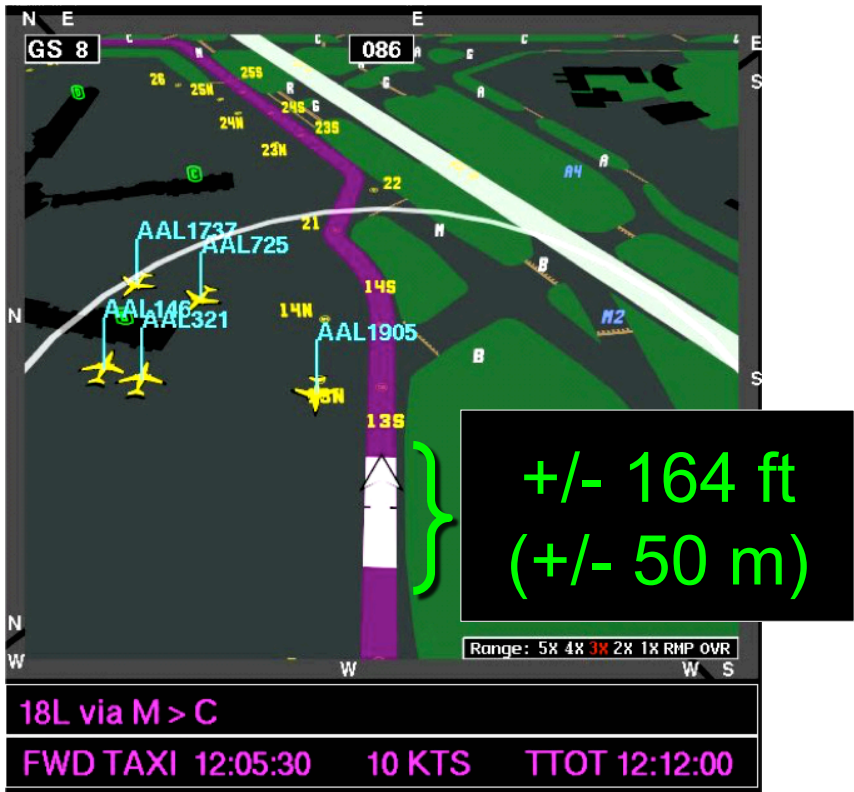 N E
E
GS 8
086
C
C
C
E
S
M
A
G
26
25S
25N
R
G
G
A
24S
24N
23S
23N
D
C
A
A4
22
21
M
AAL1737
AAL725
B
14S
14N
N
AAL146
AAL321
M2
AAL1905
B
S
13S
+/- 164 ft
(+/- 50 m)
N
Range: 5X 4X 3X 2X 1X RMP OVR
W
W
W S
18L via M > C
FWD TAXI 12:05:30 10 KTS TTOT 12:12:00